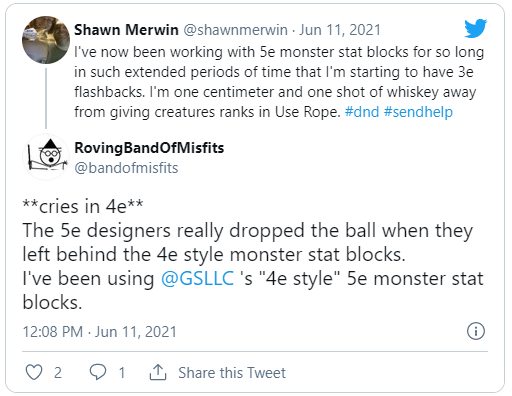 Shawn Merwin @shawnmerwin · Jun 11, 2021
I've now been working with 5e monster stat blocks for so long
in such extended periods of time that I'm starting to have 3e
flashbacks. I'm one centimeter and one shot of whiskey away
from giving creatures ranks in Use Rope. #dnd #sendhelp
RovingBandOfMisfits
@bandofmisfits
**cries in 4e**
The 5e designers really dropped the ball when they
left behind the 4e style monster stat blocks.
I've been using @GSLLC 's "4e style" 5e monster stat
blocks.
12:08 PM · Jun 11, 2021
2 1 Share this Tweet